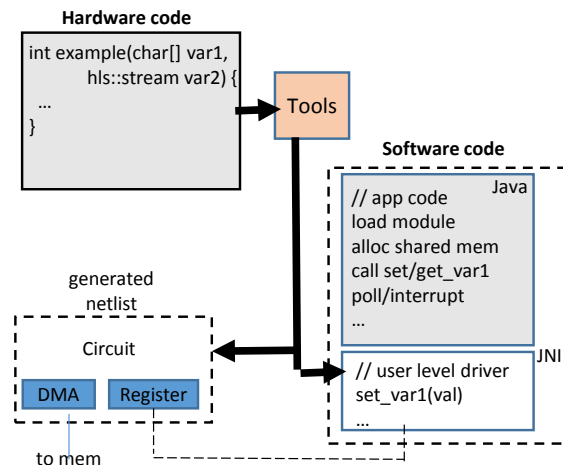 Hardware code
int example(char[] var1,
hls::stream var2) {
...
}
Tools
Software code
Java
// app code
load module
alloc shared mem
call set/get_var1
poll/interrupt
...
JNI
// user level driver
set_var1(val)
...
generated
netlist
Circuit
DMA
Register
to mem